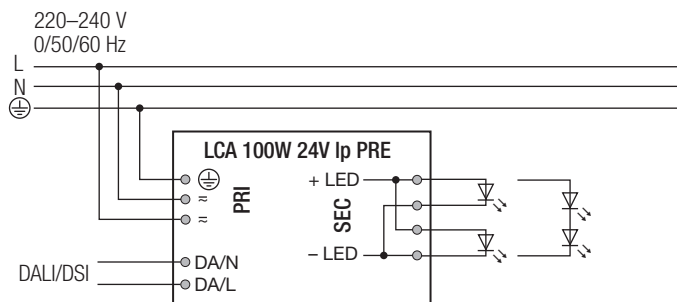 220–240 V
0/50/60 Hz
L
N
LCA 100W 24V lp PRE
PRI
≂
≂
+ LED
SEC
– LED
DALI/DSI
DA/N
DA/L